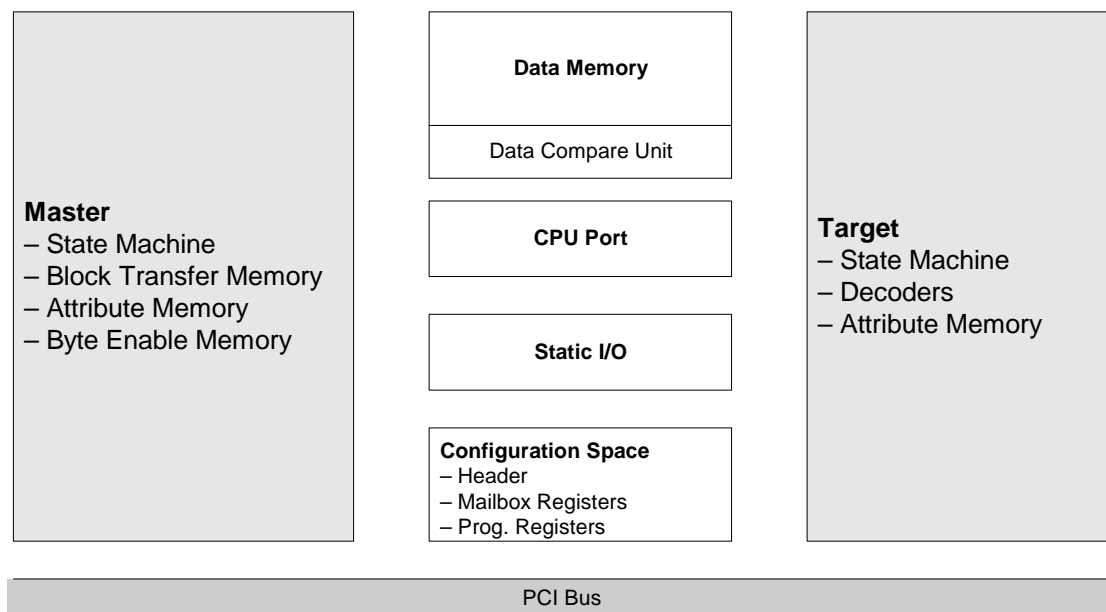 Master
– State Machine
– Block Transfer Memory
– Attribute Memory
– Byte Enable Memory
Data Memory
Data Compare Unit
CPU Port
Static I/O
Configuration Space
– Header
– Mailbox Registers
– Prog. Registers
Target
– State Machine
– Decoders
– Attribute Memory
PCI Bus